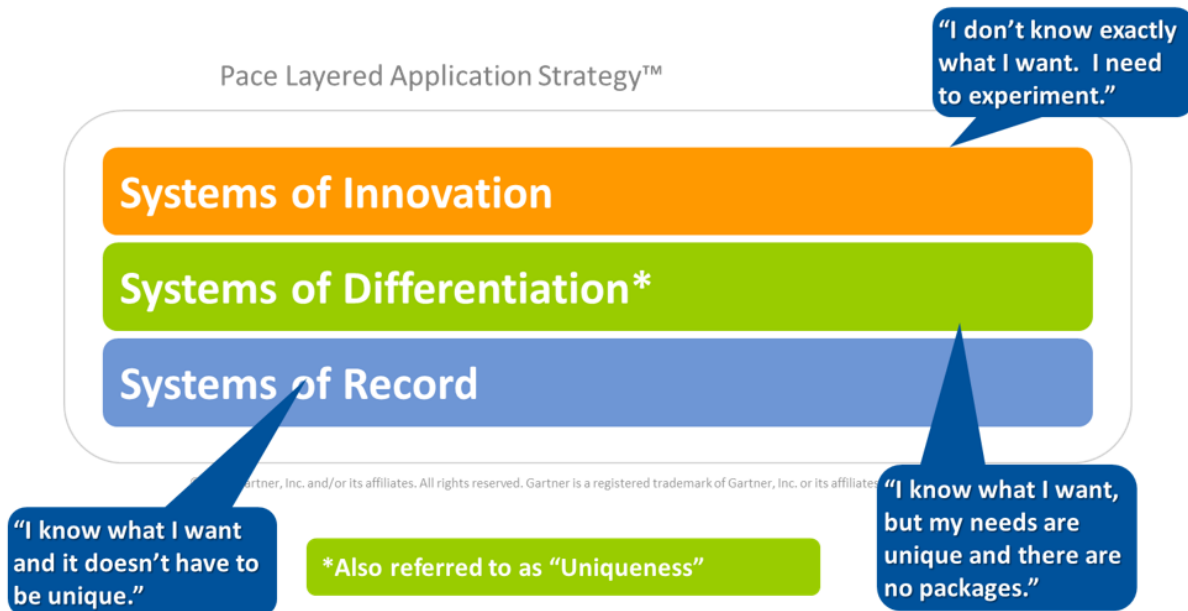 “I don’t know exactly
what I want.  I need
to experiment.”
Pace Layered Application Strategy™
Systems of Innovation
Systems of Differentiation*
Systems of Record
Gartner, Inc. and/or its affiliates. All rights reserved. Gartner is a registered trademark of Gartner, Inc. or its affiliates
“I know what I want
and it doesn’t have to
be unique.”
*Also referred to as “Uniqueness”
“I know what I want,
but my needs are
unique and there are
no packages.”